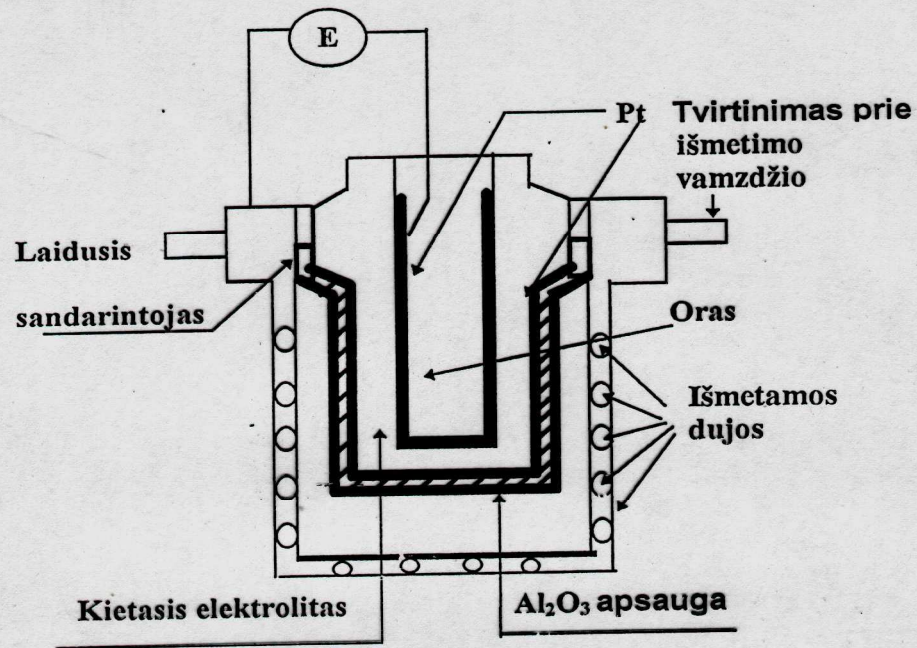 E
Pt
Tvirtinimas prie
išmetimo
vamzdžio
Laidusis
sandarintojas
Oras
Išmetamos
dujos
Kietasis elektrolitas
Al₂O₃ apsauga